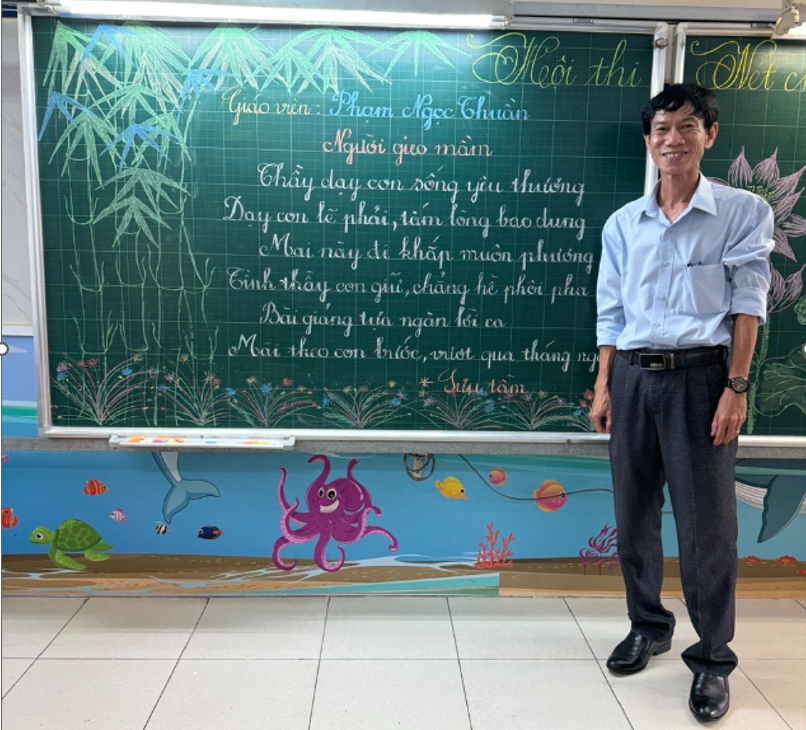 Hội thi
Nét
Giáo viên : Phạm Ngọc Thuần
Người gieo mầm
Thầy dạy con sống yêu thương
Dạy con lẽ phải, tấm lòng bao dung
Mai này đi khắp muôn phương
Tình thầy con giữ, chẳng hề phôi pha
Bài giảng tựa ngàn lời ca
Mãi theo con bước, vượt qua tháng
Sưu tầm